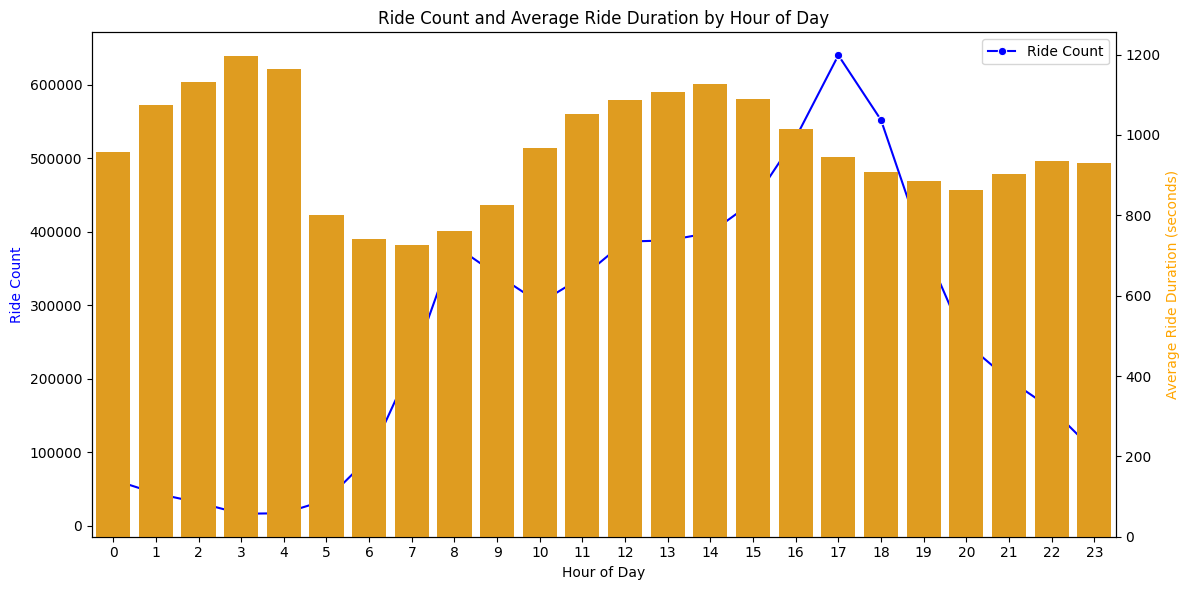 Ride Count and Average Ride Duration by Hour of Day
Ride Count
600000
500000
400000
300000
200000
100000
0
Ride Count
1200
1000
800
600
400
200
0
Average Ride Duration (seconds)
0 1 2 3 4 5 6 7 8 9 10 11 12 13 14 15 16 17 18 19 20 21 22 23
Hour of Day